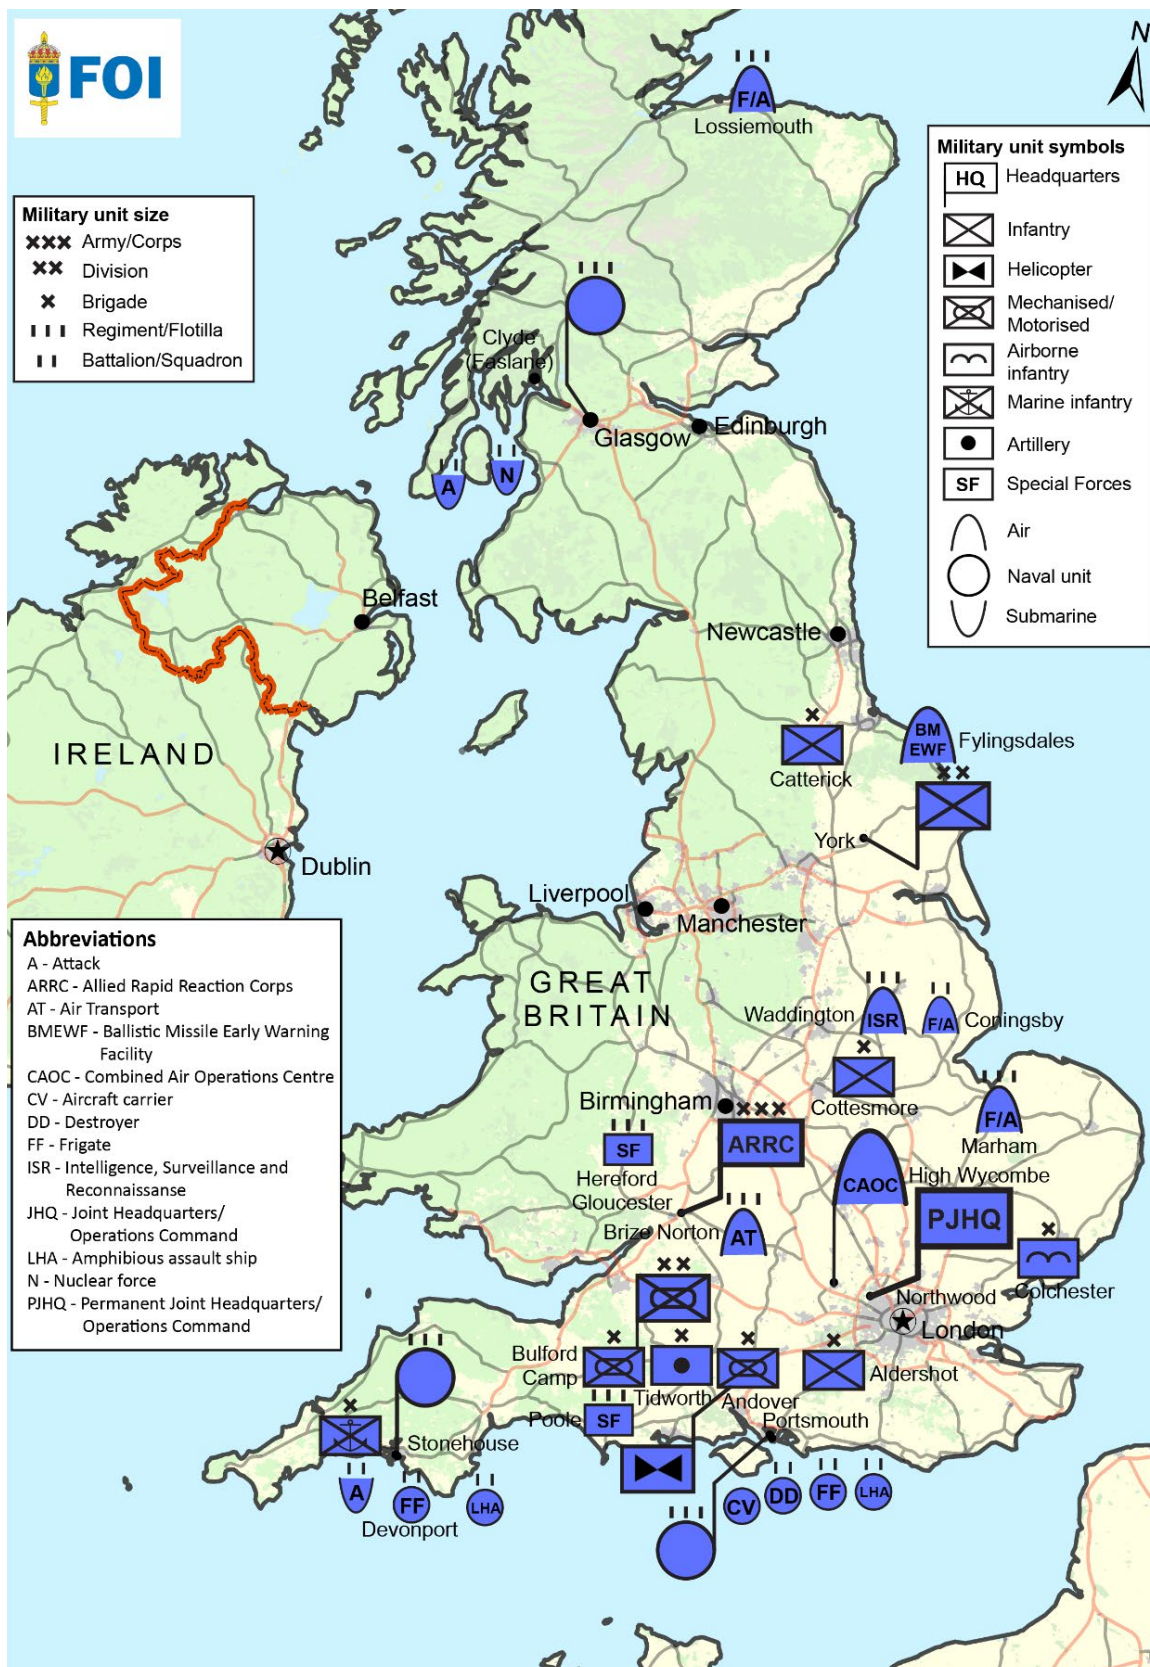 FOI
N
F/A
Lossiemouth
Military unit size
Army/Corps
Division
Brigade
Regiment/Flotilla
Battalion/Squadron
Military unit symbols
HQ Headquarters
Infantry
Helicopter
Mechanised/
Motorised
Airborne
infantry
Marine infantry
Artillery
SF Special Forces
Air
Naval unit
Submarine
Clyde
(Faslane)
Glasgow
Edinburgh
A
N
Belfast
Newcastle
IRELAND
Catterick
BM
EWF
Fylingsdales
York
Dublin
Liverpool
Manchester
GREAT
BRITAIN
Waddington
ISR
F/A
Coningsby
Cottesmore
Birmingham
ARRC
F/A
Marham
SF
Hereford
Gloucester
CAOC
High Wycombe
PJHQ
Brize Norton
AT
Colchester
Northwood
London
Abbreviations
A - Attack
ARRC - Allied Rapid Reaction Corps
AT - Air Transport
BMEWF - Ballistic Missile Early Warning
Facility
CAOC - Combined Air Operations Centre
CV - Aircraft carrier
DD - Destroyer
FF - Frigate
ISR - Intelligence, Surveillance and
Reconnaissanse
JHQ - Joint Headquarters/
Operations Command
LHA - Amphibious assault ship
N - Nuclear force
PJHQ - Permanent Joint Headquarters/
Operations Command
Bulford
Camp
Tidworth
Andover
Aldershot
Poole
SF
Portsmouth
Stonehouse
A
FF
LHA
Devonport
CV
DD
FF
LHA